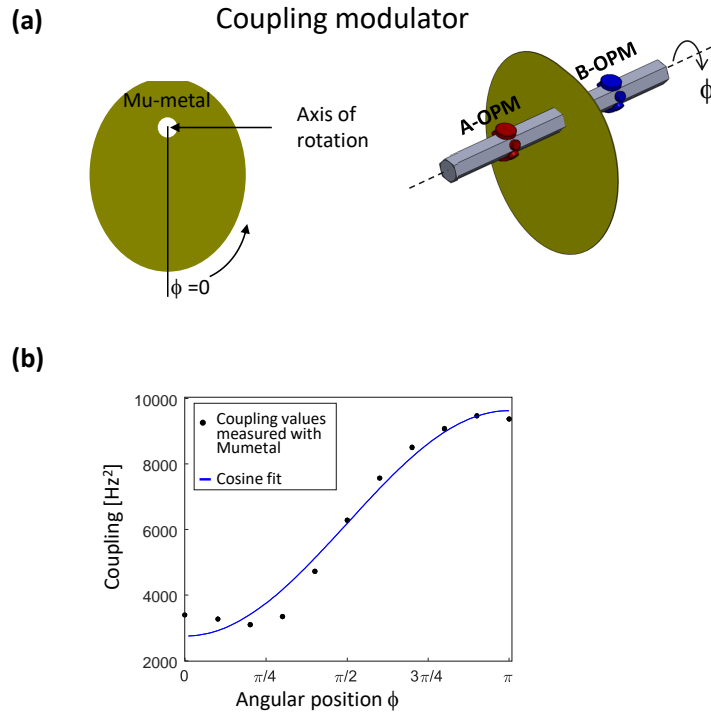 (a)
Coupling modulator
Mu-metal
Axis of
rotation
ϕ =0
A-OPM
B-OPM
ϕ
(b)
10000
8000
6000
4000
2000
Coupling [Hz²]
Coupling values
measured with
Mumetal
Cosine fit
0
π/4
π/2
3π/4
π
Angular position ϕ